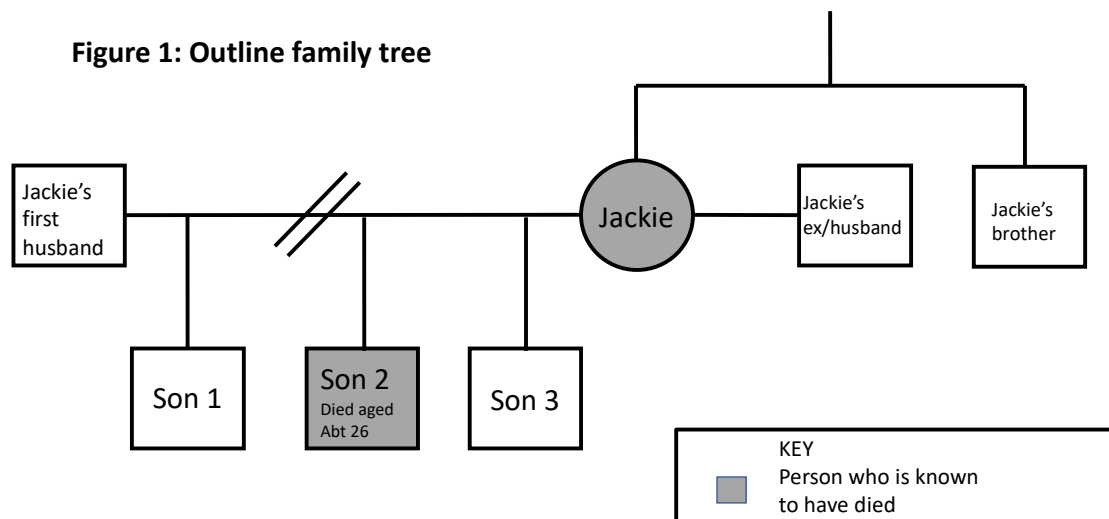 Figure 1: Outline family tree
Jackie's
first
husband
Jackie
Jackie's
ex/husband
Jackie's
brother
Son 1
Son 2
Died aged
Abt 26
Son 3
KEY
Person who is known
to have died